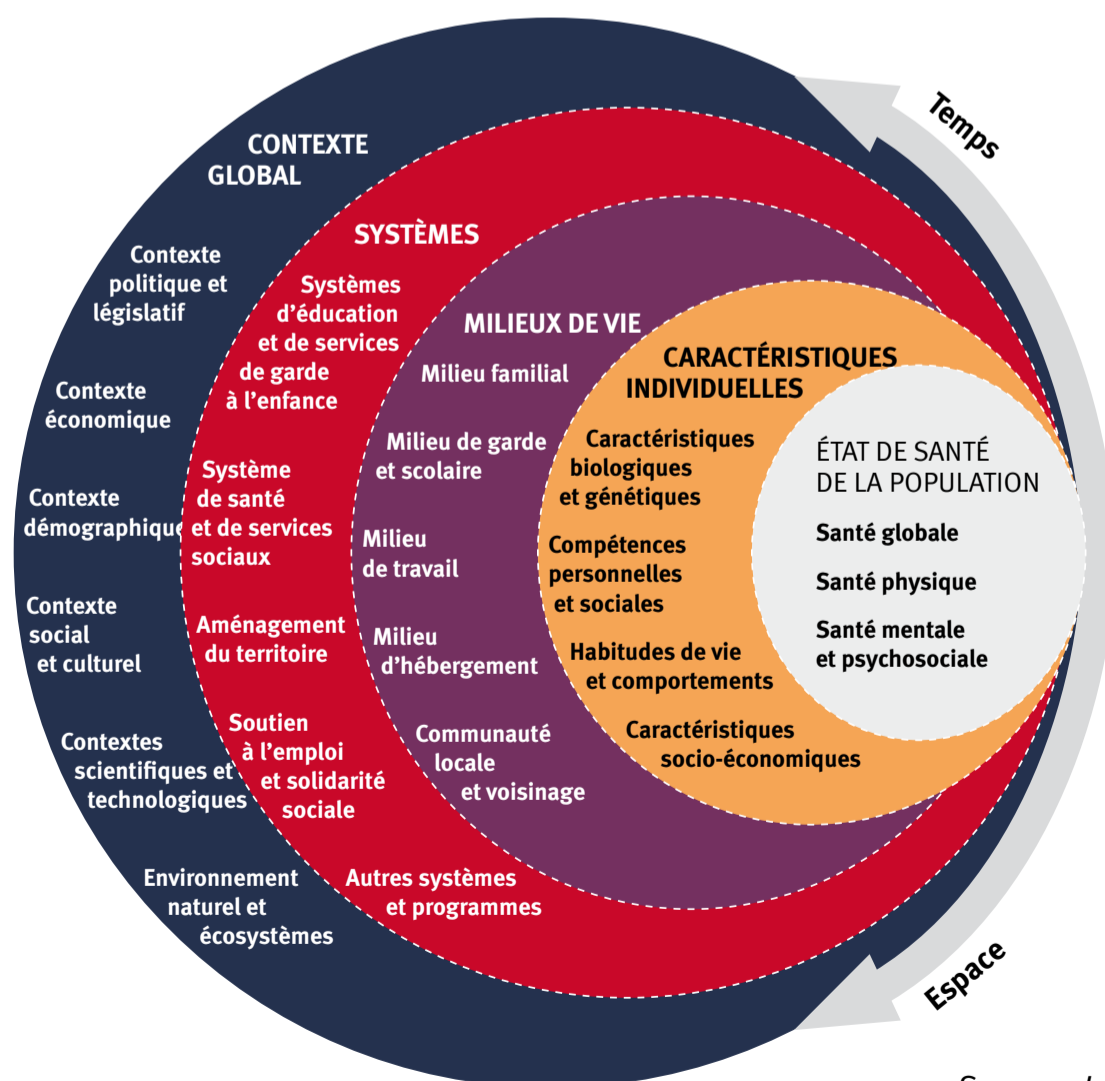 CONTEXTE
GLOBAL
Contexte
politique et
législatif
Contexte
économique
Contexte
démographique
Contexte
social
et culturel
Contextes
scientifiques et
technologiques
Environnement
naturel et
écosystèmes
SYSTÈMES
Systèmes
d'éducation
et de services
de garde
à l'enfance
Système
de santé
et de services
sociaux
Aménagement
du territoire
Soutien
à l'emploi
et solidarité
sociale
Autres systèmes
et programmes
MILIEUX DE VIE
Milieu familial
Milieu de garde
et scolaire
Milieu
de travail
Milieu
d'hébergement
Communauté
locale
et voisinage
CARACTÉRISTIQUES
INDIVIDUELLES
Caractéristiques
biologiques
et génétiques
Compétences
personnelles
et sociales
Habitudes de vie
et comportements
Caractéristiques
socio-économiques
ÉTAT DE SANTÉ
DE LA POPULATION
Santé globale
Santé physique
Santé mentale
et psychosociale
Temps
Espace